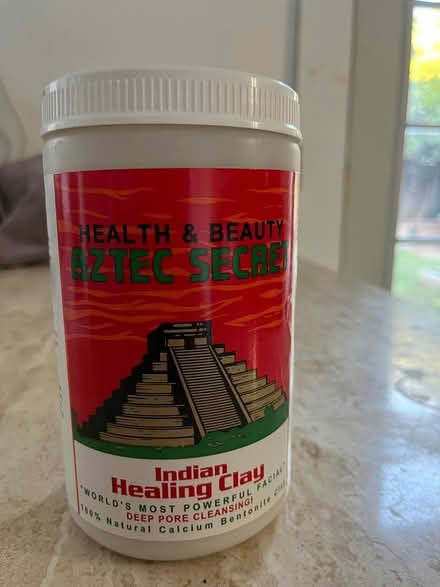 HEALTH & BEAUTY
AZTEC SECRET
Indian
Healing Clay
"WORLD'S MOST POWERFUL FACIAL"
DEEP PORE CLEANSING!
100% Natural Calcium Bentonite Clay